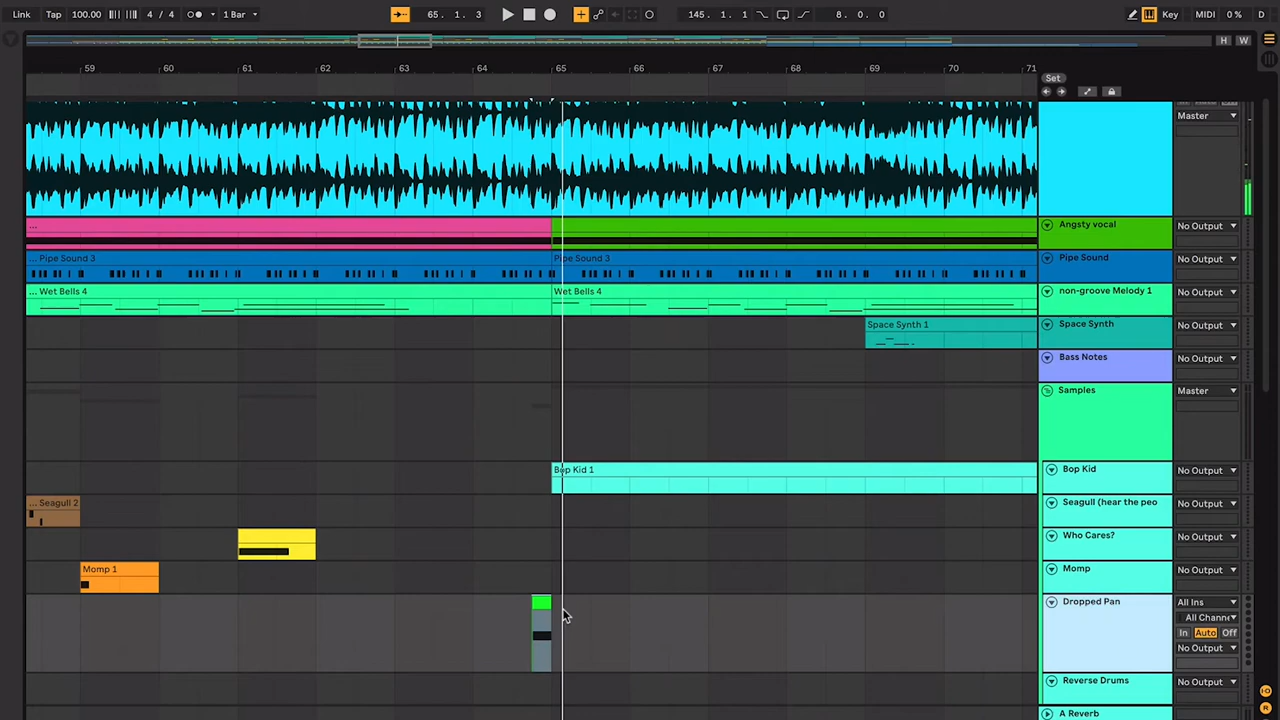 Link Tap 100.00 4 / 4 1 Bar 65. 1. 3 145. 1. 1 8. 0. 0 Key MIDI 0 % D
H W
59 60 61 62 63 64 65 66 67 68 69 70 71
Set
Master
... Angsty vocal No Output
... Pipe Sound 3 Pipe Sound 3 Pipe Sound No Output
... Wet Bells 4 Wet Bells 4 non-groove Melody 1 No Output
Space Synth 1 Space Synth No Output
Bass Notes No Output
Samples Master
Bop Kid 1 Bop Kid No Output
... Seagull 2 Seagull (hear the peo No Output
Who Cares? No Output
Momp 1 Momp No Output
Dropped Pan All Ins
All Channe
In Auto Off
No Output
Reverse Drums No Output
A Reverb
R